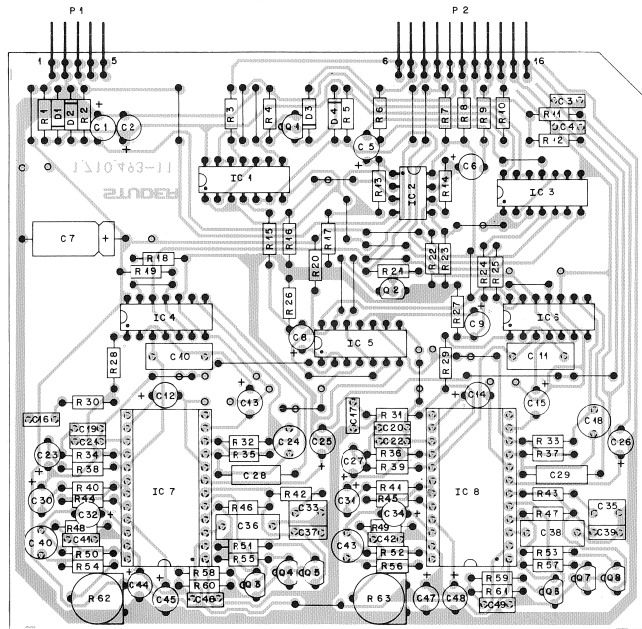 P1 P2
1 5 6 16
R1 D1 D2 R2 R3 R4 D3 D4 R5 R6 R7 R8 R9 R10 C3
R11
C1 C2 Q1 C4
R12
C5
1.710.493-11 IC1 R13 IC2 R14 C6 IC3
STUDER
C7 R15 R16 R17 R22 R23
R18 R20 R24 R25
R19 R21
R26 Q2 R27
IC4 C8 IC5 C9 IC6
R28 C10 R29 C11
R30 C12 C13 C14 C15
C16 C17 R31 C18
C19 C20
C21 R32 C24 C25 C22 R33 C26
C23 R34 R35 R36 R37
R38 C28 C27 R39 C29
R40 R42 R41 R43
C30 R44 IC7 C31 R45 IC8
C32 R46 C33 C34 R47 C35
R48 C36 R49 C38
C40 C41 C37 C43 C42 C39
R50 R51 R52 R53
R54 R55 R56 R57
R58 Q4 Q5 R59 Q7 Q8
R62 C44 R60 Q3 R63 R61 Q6
C45 C46 C47 C48 C49